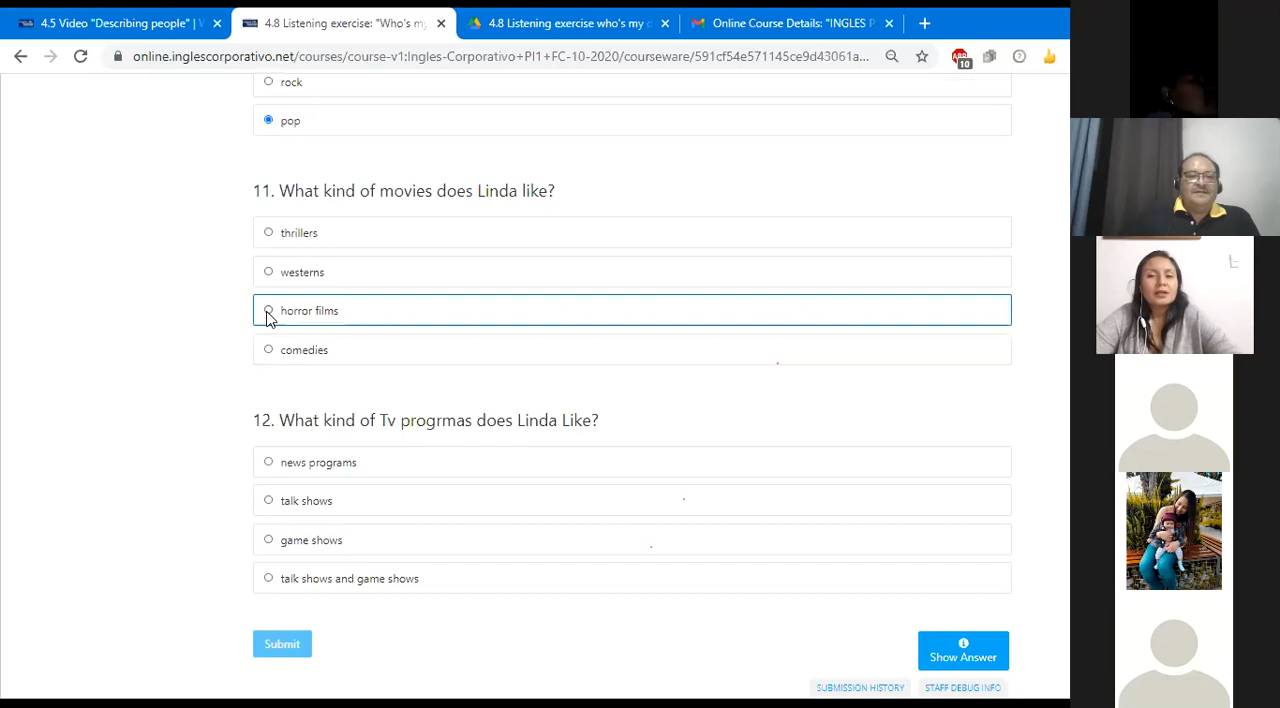 4.5 Video "Describing people" |
4.8 Listening exercise: "Who's my
4.8 Listening exercise who's my c
Online Course Details: "INGLES P
online.inglescorporativo.net/courses/course-v1:Ingles-Corporativo+PI1+FC-10-2020/courseware/591cf54e571145ce9d43061a...
10
rock
pop
11. What kind of movies does Linda like?
thrillers
westerns
horror films
comedies
12. What kind of Tv progrmas does Linda Like?
news programs
talk shows
game shows
talk shows and game shows
Submit
Show Answer
SUBMISSION HISTORY
STAFF DEBUG INFO